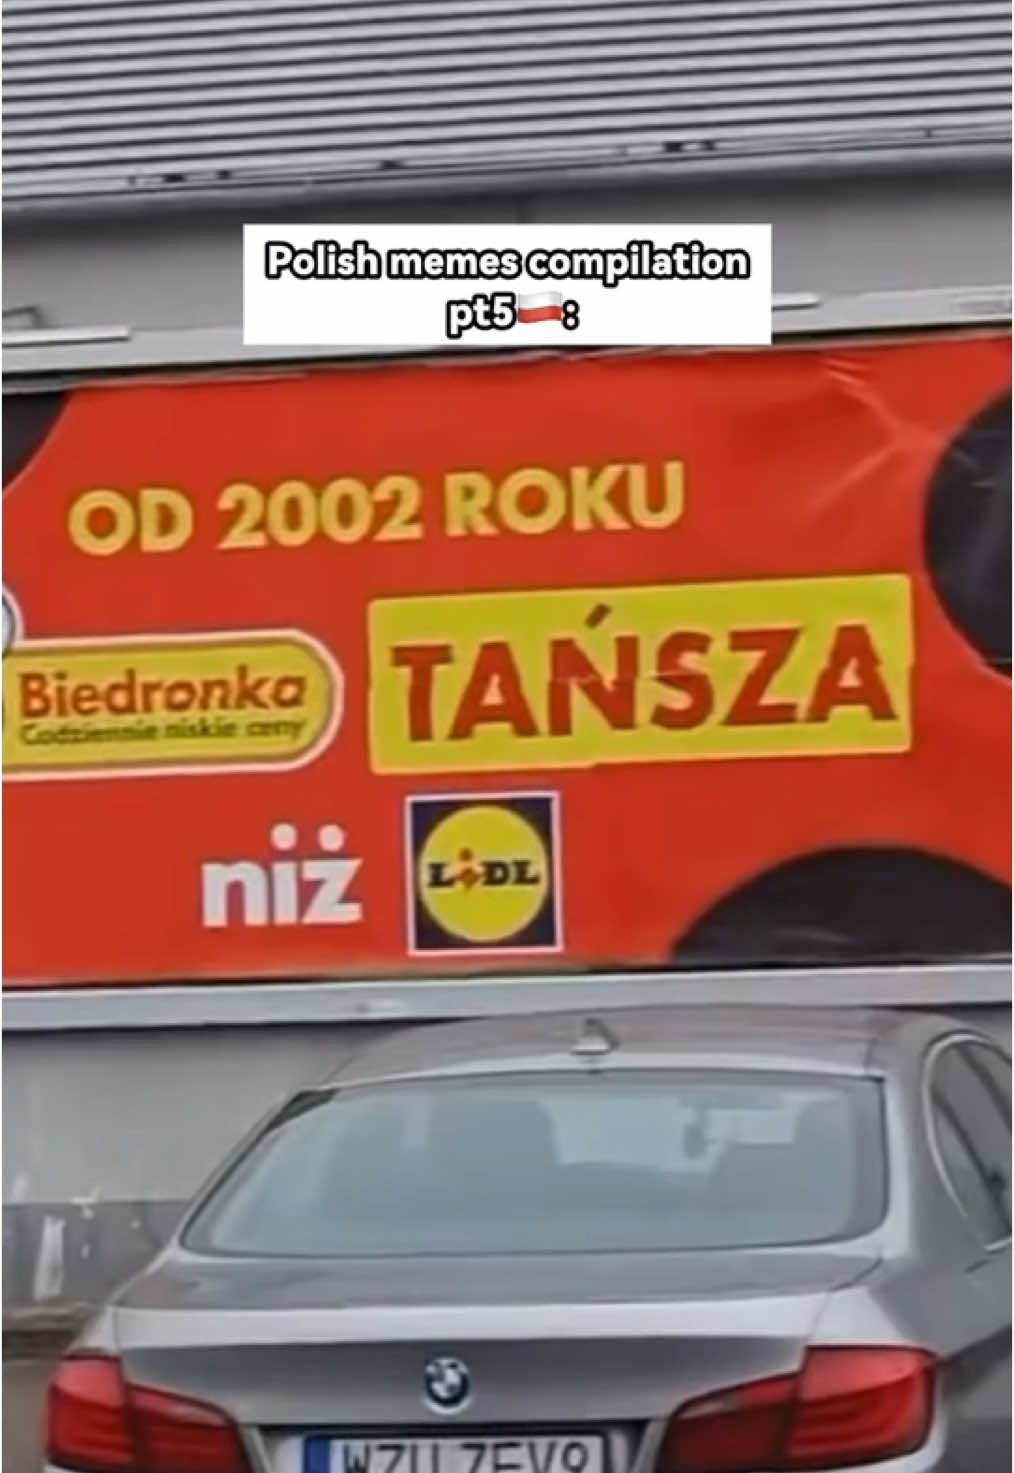 Polish memes compilation
pt5🇵🇱:
OD 2002 ROKU
Biedronka
Codziennie niskie ceny
TAŃSZA
niż
LiDL